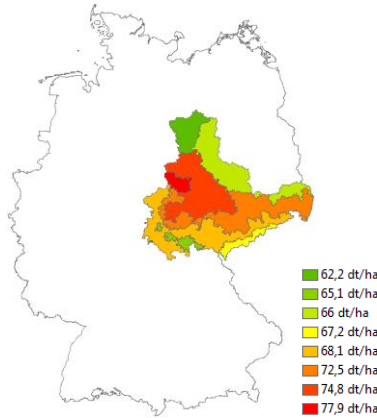 62,2 dt/ha
65,1 dt/ha
66 dt/ha
67,2 dt/ha
68,1 dt/ha
72,5 dt/ha
74,8 dt/ha
77,9 dt/ha